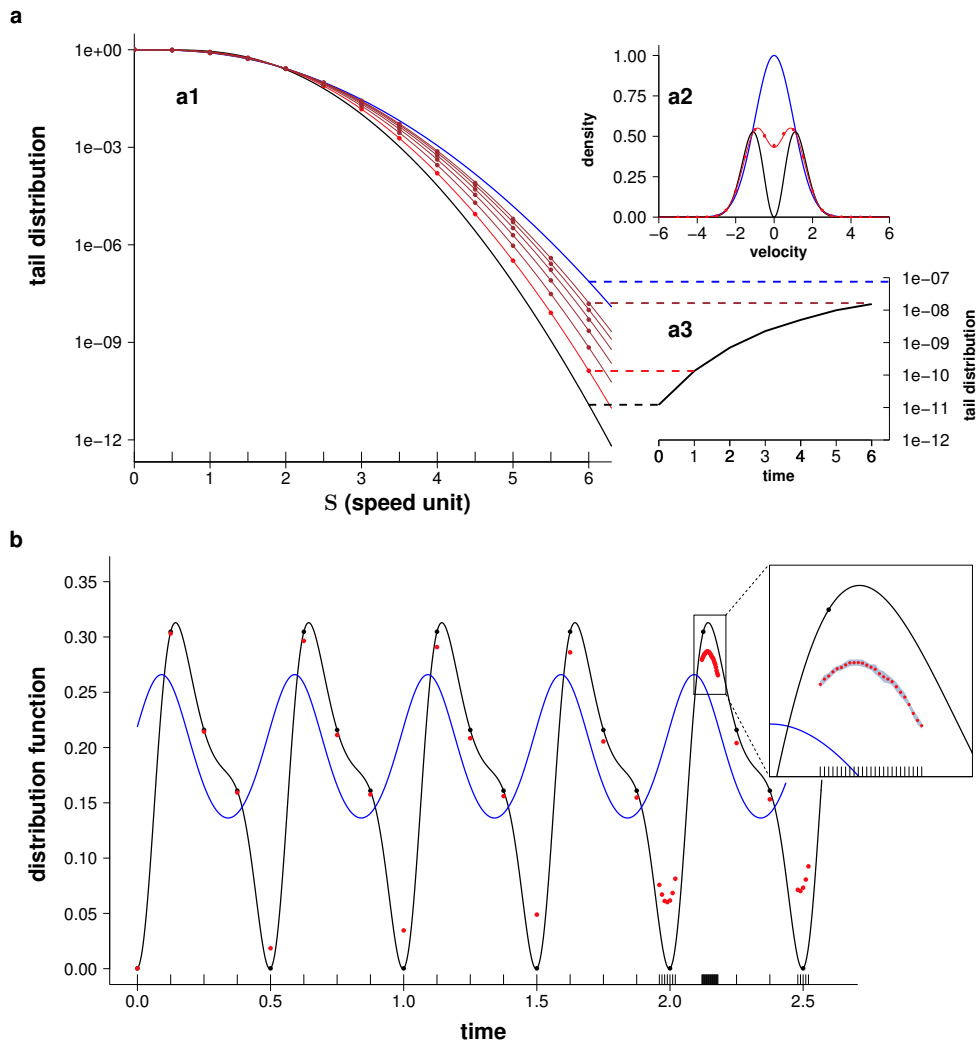 a
a1
tail distribution
1e+00
1e−03
1e−06
1e−09
1e−12
0 1 2 3 4 5 6
S (speed unit)
a2
density
1.00
0.75
0.50
0.25
0.00
−6 −4 −2 0 2 4 6
velocity
a3
1e−07
1e−08
1e−09
1e−10
1e−11
1e−12
tail distribution
0 1 2 3 4 5 6
time
b
distribution function
0.35
0.30
0.25
0.20
0.15
0.10
0.05
0.00
0.0 0.5 1.0 1.5 2.0 2.5
time